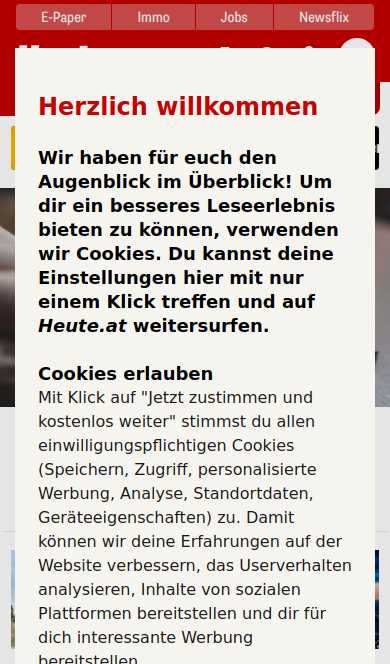 E-Paper
Immo
Jobs
Newsflix
Herzlich willkommen
Wir haben für euch den
Augenblick im Überblick! Um
dir ein besseres Leseerlebnis
bieten zu können, verwenden
wir Cookies. Du kannst deine
Einstellungen hier mit nur
einem Klick treffen und auf
Heute.at weitersurfen.
Cookies erlauben
Mit Klick auf "Jetzt zustimmen und
kostenlos weiter" stimmst du allen
einwilligungspflichtigen Cookies
(Speichern, Zugriff, personalisierte
Werbung, Analyse, Standortdaten,
Geräteeigenschaften) zu. Damit
können wir deine Erfahrungen auf der
Website verbessern, das Userverhalten
analysieren, Inhalte von sozialen
Plattformen bereitstellen und dir für
dich interessante Werbung
bereitstellen